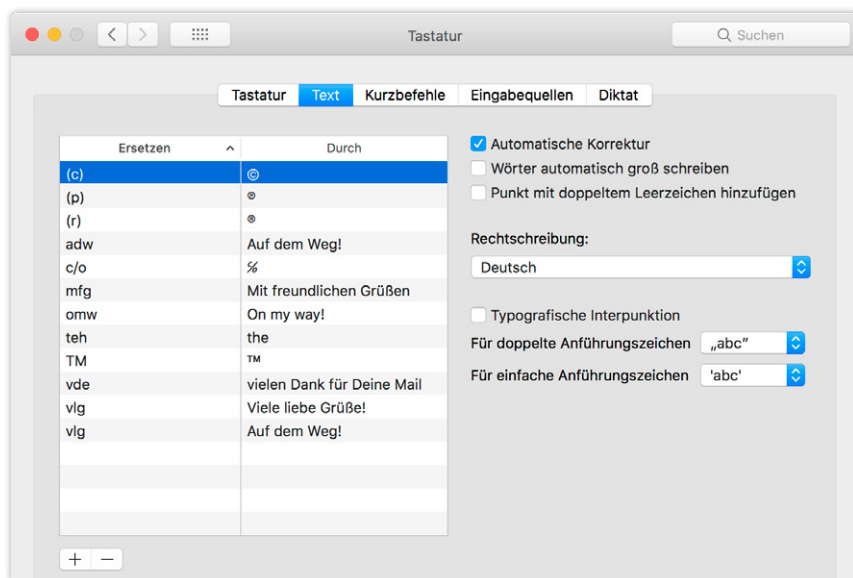 Tastatur
Suchen
Tastatur Text Kurzbefehle Eingabequellen Diktat
Ersetzen Durch
(c) ©
(p) ℗
(r) ®
adw Auf dem Weg!
c/o ℅
mfg Mit freundlichen Grüßen
omw On my way!
teh the
TM ™
vde vielen Dank für Deine Mail
vlg Viele liebe Grüße!
vlg Auf dem Weg!
+ −
Automatische Korrektur
Wörter automatisch groß schreiben
Punkt mit doppeltem Leerzeichen hinzufügen
Rechtschreibung:
Deutsch
Typografische Interpunktion
Für doppelte Anführungszeichen „abc”
Für einfache Anführungszeichen 'abc'